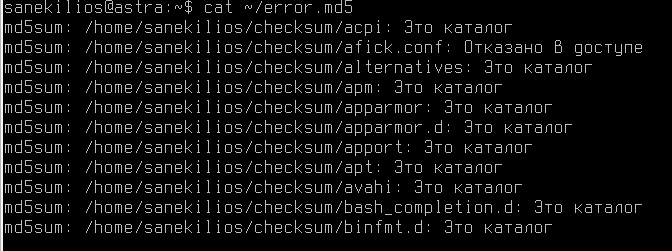 sanekilios@astra:~$ cat ~/error.md5
md5sum: /home/sanekilios/checksum/acpi: Это каталог
md5sum: /home/sanekilios/checksum/afick.conf: Отказано в доступе
md5sum: /home/sanekilios/checksum/alternatives: Это каталог
md5sum: /home/sanekilios/checksum/apm: Это каталог
md5sum: /home/sanekilios/checksum/apparmor: Это каталог
md5sum: /home/sanekilios/checksum/apparmor.d: Это каталог
md5sum: /home/sanekilios/checksum/apport: Это каталог
md5sum: /home/sanekilios/checksum/apt: Это каталог
md5sum: /home/sanekilios/checksum/avahi: Это каталог
md5sum: /home/sanekilios/checksum/bash_completion.d: Это каталог
md5sum: /home/sanekilios/checksum/binfmt.d: Это каталог